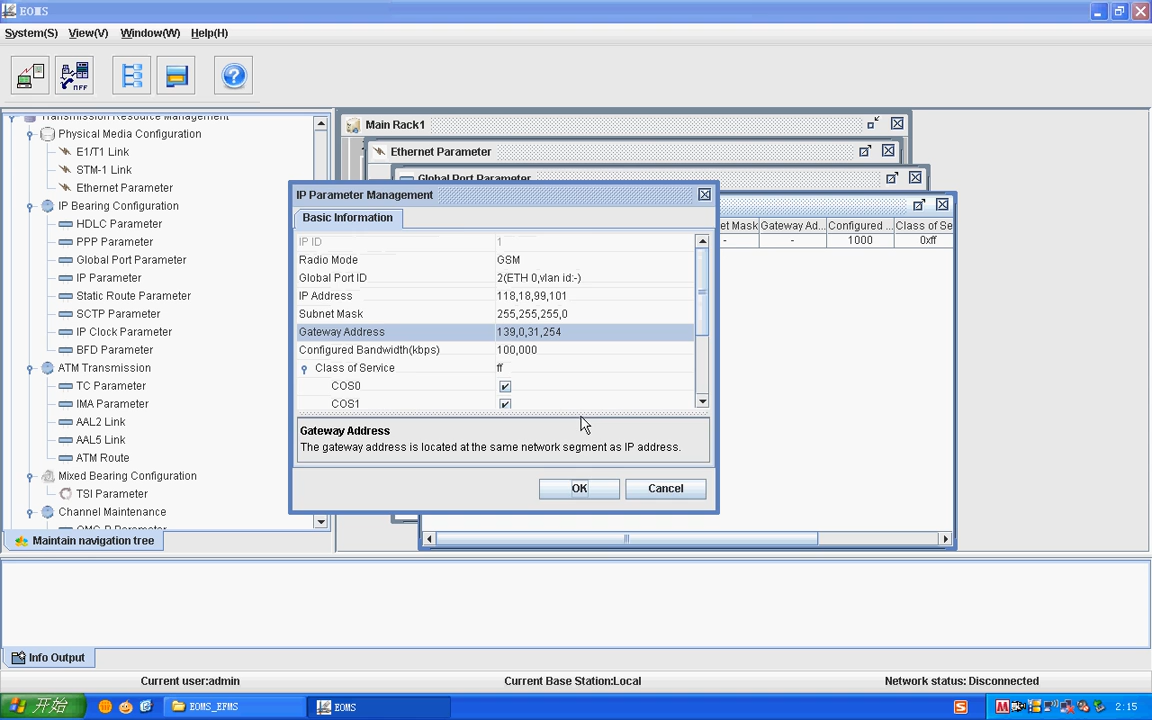 EOMS
System(S) View(V) Window(W) Help(H)
OFF
Transmission Resource Management
Physical Media Configuration
E1/T1 Link
STM-1 Link
Ethernet Parameter
IP Bearing Configuration
HDLC Parameter
PPP Parameter
Global Port Parameter
IP Parameter
Static Route Parameter
SCTP Parameter
IP Clock Parameter
BFD Parameter
ATM Transmission
TC Parameter
IMA Parameter
AAL2 Link
AAL5 Link
ATM Route
Mixed Bearing Configuration
TSI Parameter
Channel Maintenance
OMC-B Parameter
Maintain navigation tree
Main Rack1
Ethernet Parameter
Global Port Parameter
et Mask Gateway Ad... Configured ... Class of Se
- - 1000 0xff
IP Parameter Management
Basic Information
IP ID 1
Radio Mode GSM
Global Port ID 2(ETH 0,vlan id:-)
IP Address 118,18,99,101
Subnet Mask 255,255,255,0
Gateway Address 139,0,31,254
Configured Bandwidth(kbps) 100,000
Class of Service ff
COS0
COS1
Gateway Address
The gateway address is located at the same network segment as IP address.
OK Cancel
Info Output
Current user:admin Current Base Station:Local Network status: Disconnected
开始 EOMS_EFMS EOMS 2:15